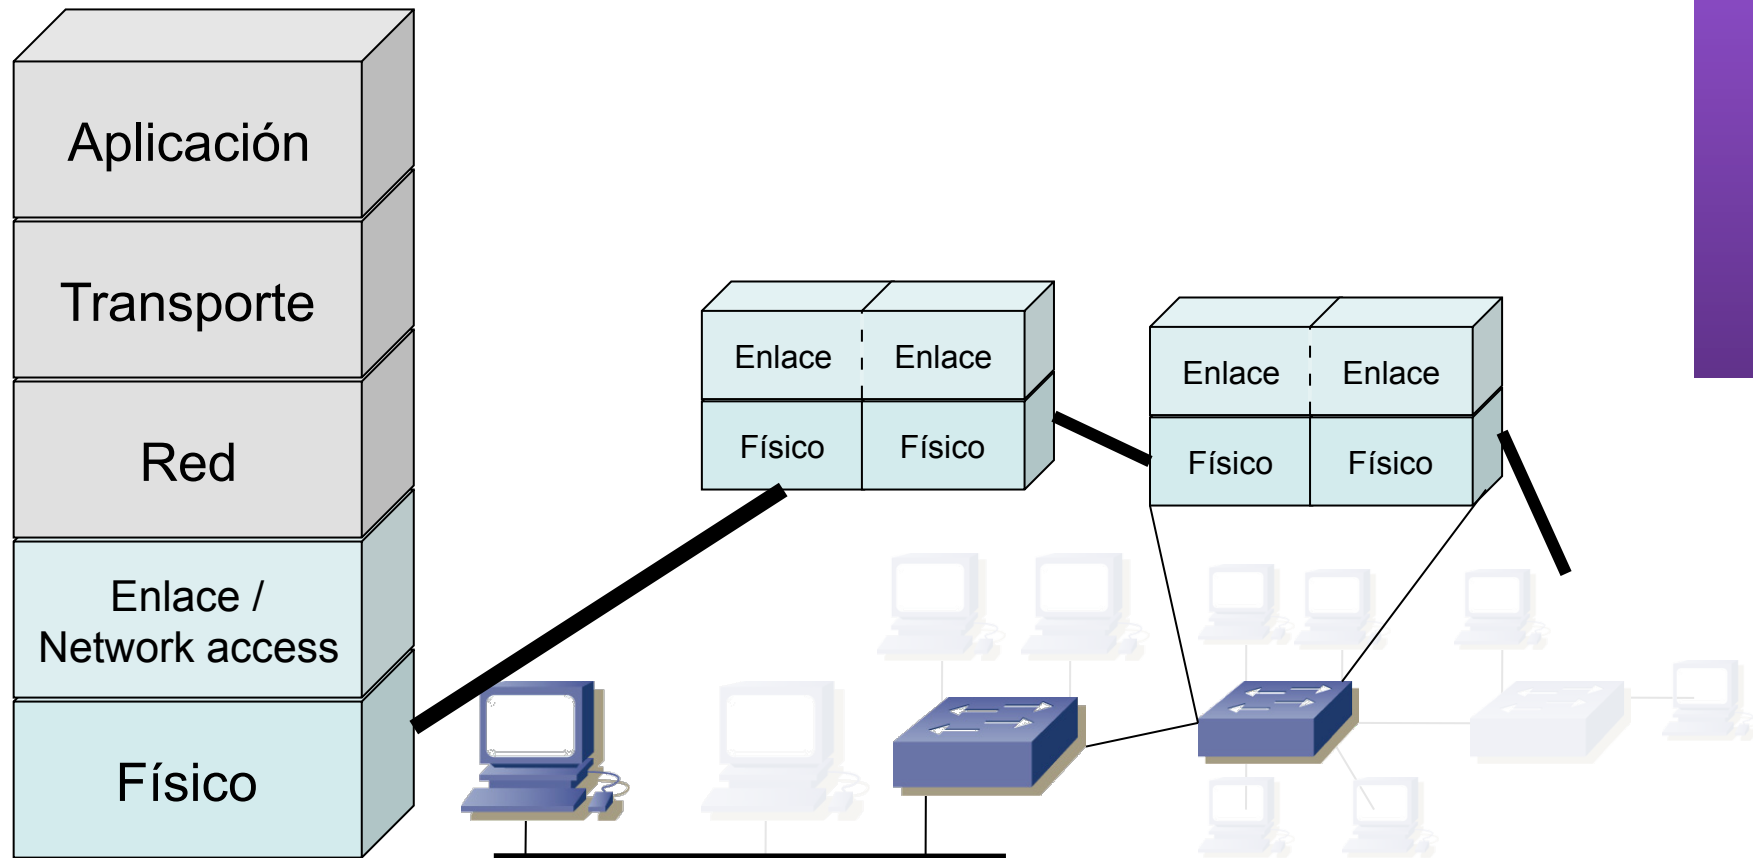 Aplicación
Transporte
Red
Enlace /
Network access
Físico
Enlace
Enlace
Físico
Físico
Enlace
Enlace
Físico
Físico